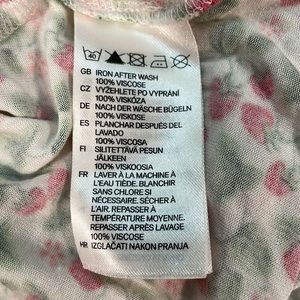 40
GB IRON AFTER WASH
100% VISCOSE
CZ VYŽEHLETE PO VYPRÁNÍ
100% VISKÓZA
DE NACH DER WÄSCHE BÜGELN
100% VISKOSE
ES PLANCHAR DESPUÉS DEL
LAVADO
100% VISCOSA
FI SILITETTÄVÄ PESUN
JÄLKEEN
100% VISKOOSIA
FR LAVER À LA MACHINE À
L'EAU TIÈDE. BLANCHIR
SANS CHLORE SI
NÉCESSAIRE. SÉCHER À
L'AIR. REPASSER À
TEMPÉRATURE MOYENNE.
REPASSER APRÈS LAVAGE
100% VISCOSE
HR IZGLAČATI NAKON PRANJA